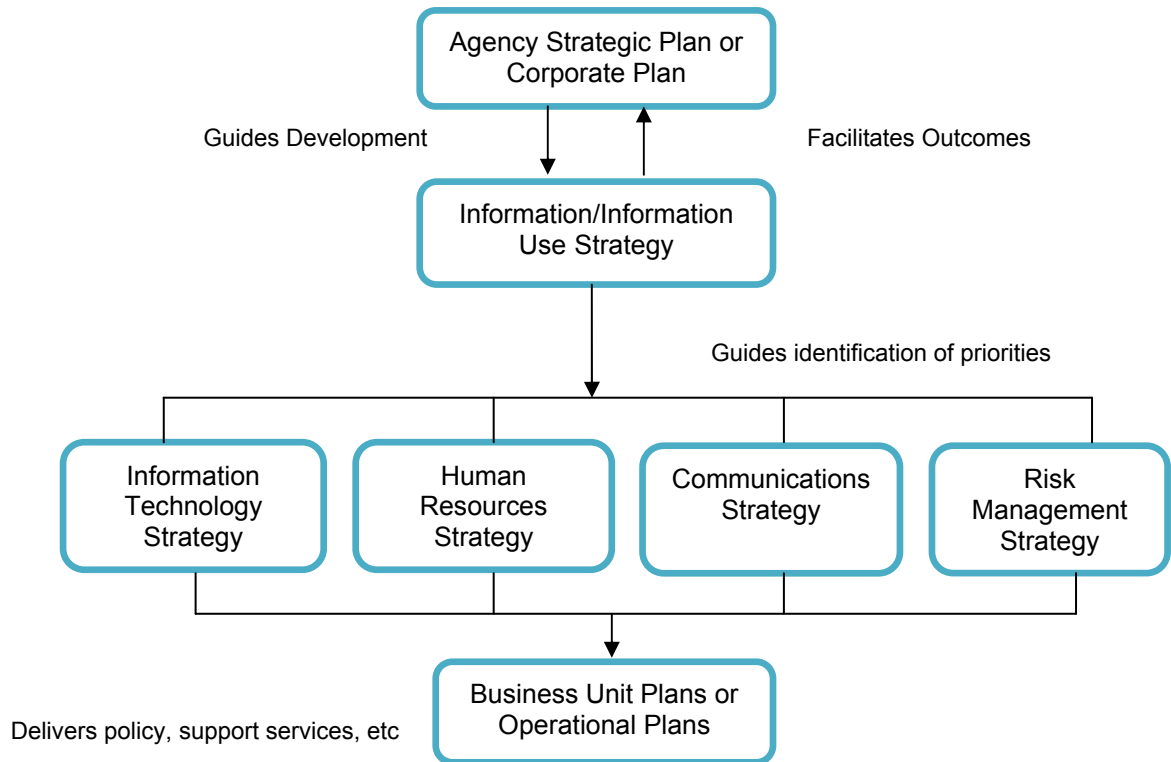 Agency Strategic Plan or
Corporate Plan
Guides Development
Facilitates Outcomes
Information/Information
Use Strategy
Guides identification of priorities
Information
Technology
Strategy
Human
Resources
Strategy
Communications
Strategy
Risk
Management
Strategy
Business Unit Plans or
Operational Plans
Delivers policy, support services, etc